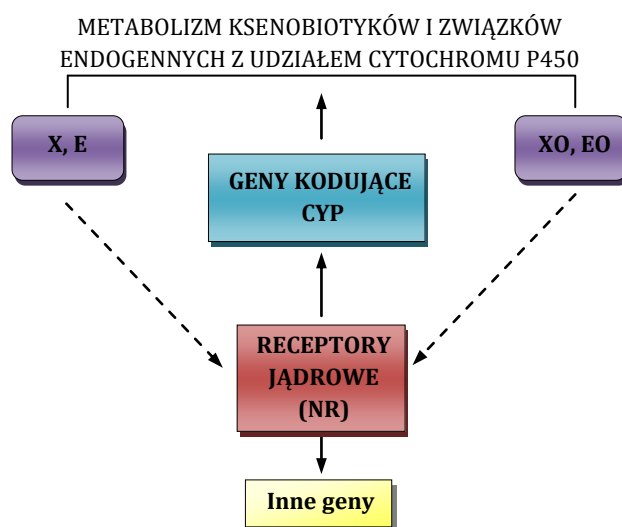 METABOLIZM KSENOBIOTYKÓW I ZWIĄZKÓW
ENDOGENNYCH Z UDZIAŁEM CYTOCHROMU P450
X, E
XO, EO
GENY KODUJĄCE
CYP
RECEPTORY
JĄDROWE
(NR)
Inne geny